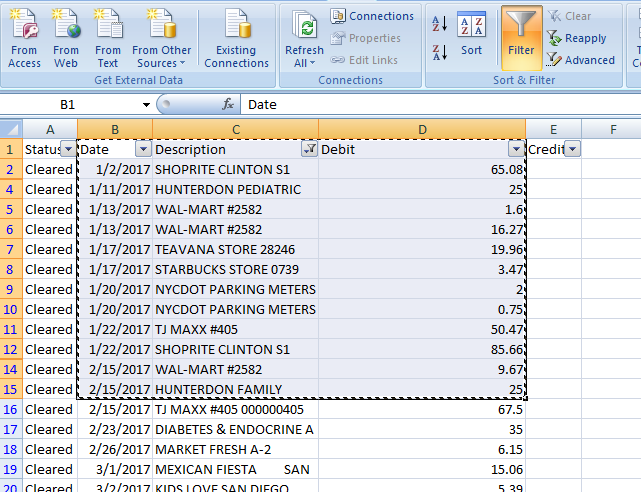 Connections
Clear
Properties
Reapply
Edit Links
Advanced
From Access
From Web
From Text
From Other Sources
Existing Connections
Refresh All
Sort
Filter
Get External Data
Connections
Sort & Filter
B1 fx Date
A B C D E F
1 Status Date Description Debit Credit
2 Cleared 1/2/2017 SHOPRITE CLINTON S1 65.08
4 Cleared 1/11/2017 HUNTERDON PEDIATRIC 25
5 Cleared 1/13/2017 WAL-MART #2582 1.6
6 Cleared 1/13/2017 WAL-MART #2582 16.27
7 Cleared 1/17/2017 TEAVANA STORE 28246 19.96
8 Cleared 1/17/2017 STARBUCKS STORE 0739 3.47
9 Cleared 1/20/2017 NYCDOT PARKING METERS 2
10 Cleared 1/20/2017 NYCDOT PARKING METERS 0.75
11 Cleared 1/22/2017 TJ MAXX #405 50.47
12 Cleared 1/22/2017 SHOPRITE CLINTON S1 85.66
14 Cleared 2/15/2017 WAL-MART #2582 9.67
15 Cleared 2/15/2017 HUNTERDON FAMILY 25
16 Cleared 2/15/2017 TJ MAXX #405 000000405 67.5
17 Cleared 2/23/2017 DIABETES & ENDOCRINE A 35
18 Cleared 2/26/2017 MARKET FRESH A-2 6.15
19 Cleared 3/1/2017 MEXICAN FIESTA SAN 15.06
20 Cleared 3/2/2017 KIDS LOVE SAN DIEGO 5.39